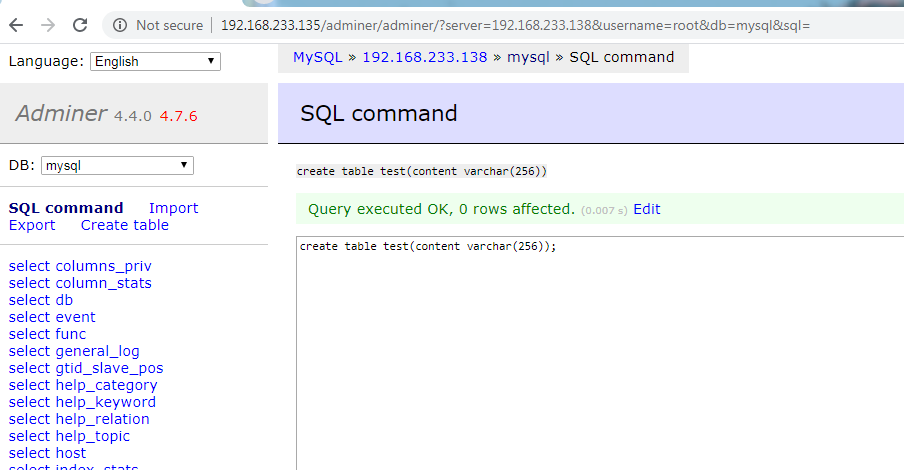 Not secure | 192.168.233.135/adminer/adminer/?server=192.168.233.138&username=root&db=mysql&sql=
Language: English
MySQL » 192.168.233.138 » mysql » SQL command
Adminer 4.4.0 4.7.6
SQL command
DB: mysql
SQL command Import
Export Create table
select columns_priv
select column_stats
select db
select event
select func
select general_log
select gtid_slave_pos
select help_category
select help_keyword
select help_relation
select help_topic
select host
select index_stats
create table test(content varchar(256))
Query executed OK, 0 rows affected. (0.007 s) Edit
create table test(content varchar(256));